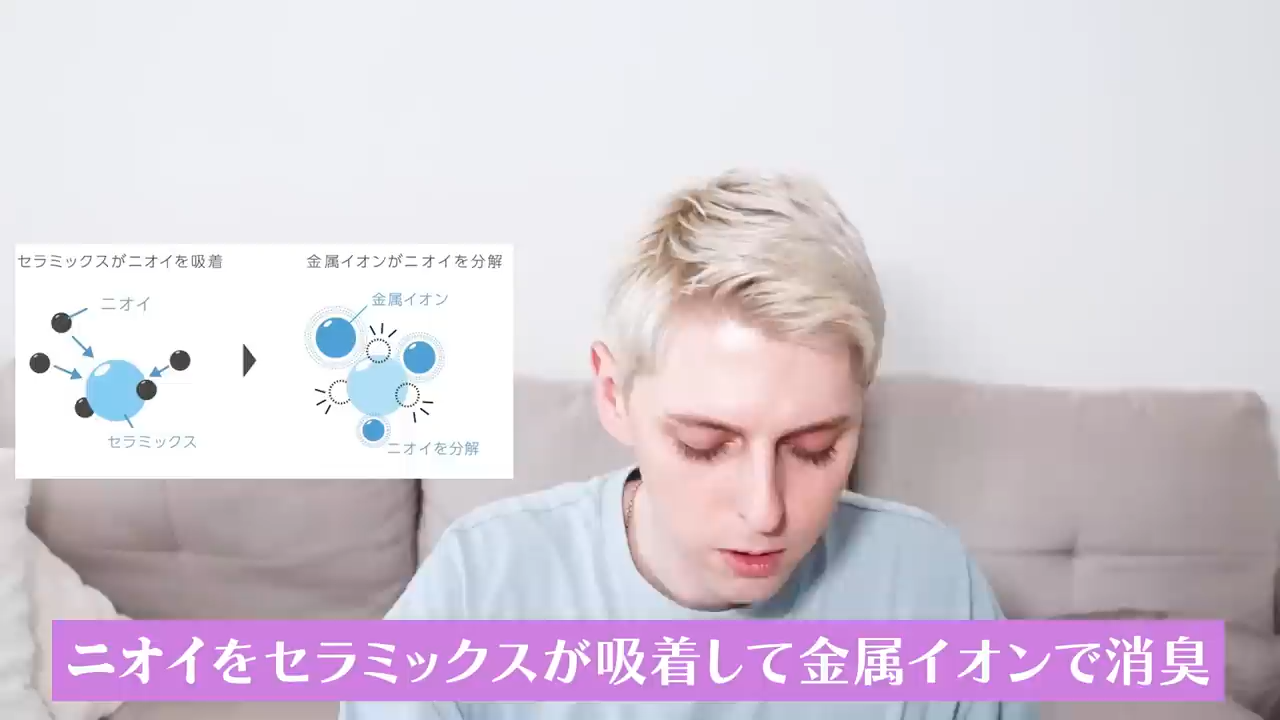 セラミックスがニオイを吸着
金属イオンがニオイを分解
ニオイ
金属イオン
セラミックス
ニオイを分解
ニオイをセラミックスが吸着して金属イオンで消臭